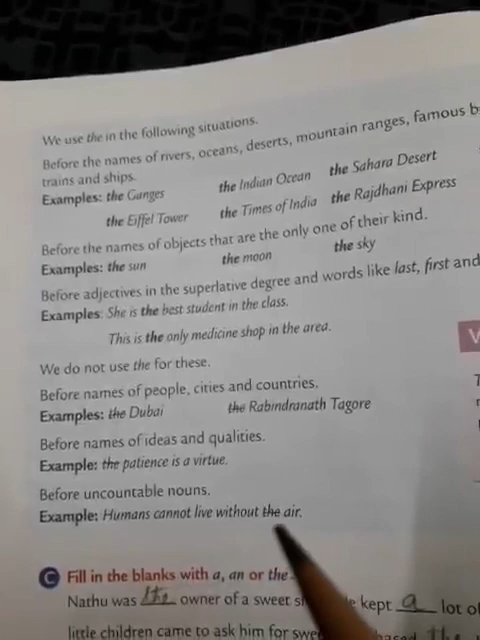 We use the in the following situations.
Before the names of rivers, oceans, deserts, mountain ranges, famous
trains and ships.
Examples: the Ganges the Indian Ocean the Sahara Desert
the Eiffel Tower the Times of India the Rajdhani Express
Before the names of objects that are the only one of their kind.
Examples: the sun the moon the sky
Before adjectives in the superlative degree and words like last, first and
Examples: She is the best student in the class.
This is the only medicine shop in the area.
We do not use the for these.
Before names of people, cities and countries.
Examples: the Dubai the Rabindranath Tagore
Before names of ideas and qualities.
Example: the patience is a virtue.
Before uncountable nouns.
Example: Humans cannot live without the air.
C Fill in the blanks with a, an or the
Nathu was the owner of a sweet kept a lot of
little children came to ask him for
V